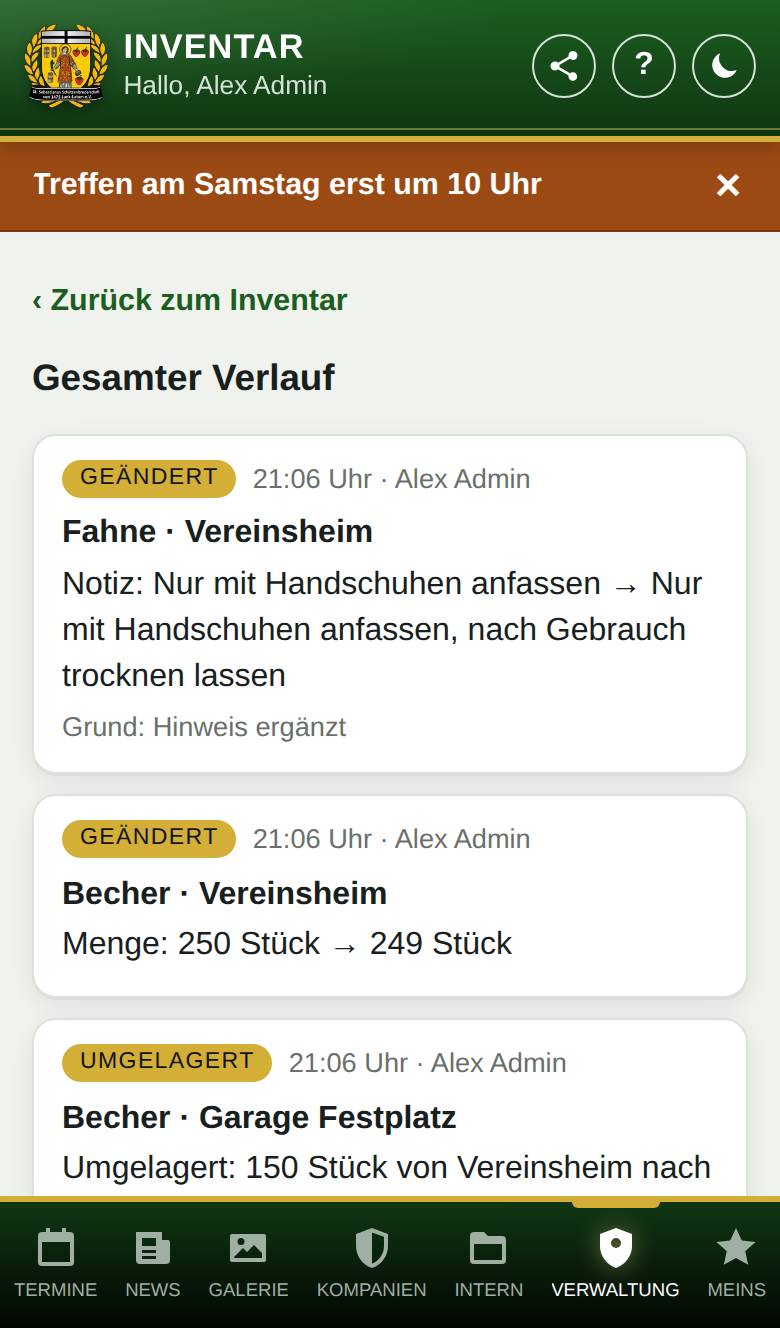 INVENTAR
Hallo, Alex Admin
?
Treffen am Samstag erst um 10 Uhr
×
‹ Zurück zum Inventar
Gesamter Verlauf
GEÄNDERT 21:06 Uhr · Alex Admin
Fahne · Vereinsheim
Notiz: Nur mit Handschuhen anfassen → Nur
mit Handschuhen anfassen, nach Gebrauch
trocknen lassen
Grund: Hinweis ergänzt
GEÄNDERT 21:06 Uhr · Alex Admin
Becher · Vereinsheim
Menge: 250 Stück → 249 Stück
UMGELAGERT 21:06 Uhr · Alex Admin
Becher · Garage Festplatz
Umgelagert: 150 Stück von Vereinsheim nach
TERMINE NEWS GALERIE KOMPANIEN INTERN VERWALTUNG MEINS